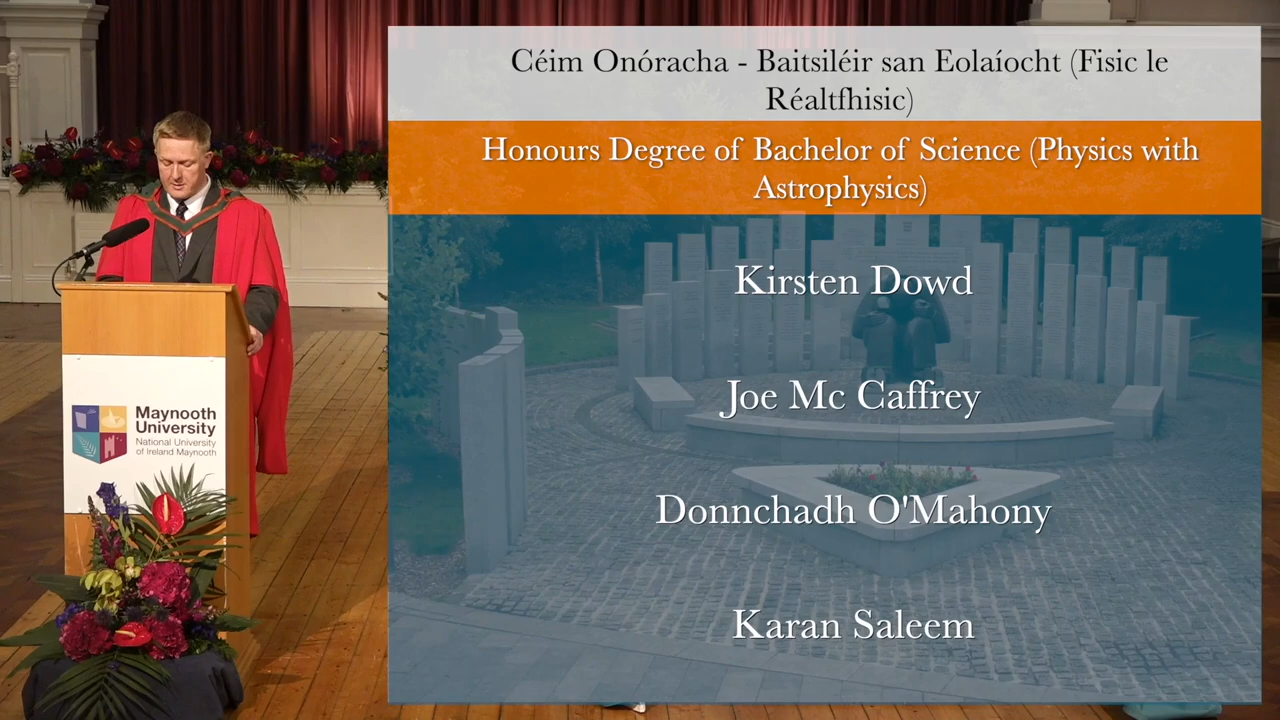 Céim Onóracha - Baitsiléir san Eolaíocht (Fisic le
Réaltfhisic)
Honours Degree of Bachelor of Science (Physics with
Astrophysics)
Kirsten Dowd
Joe Mc Caffrey
Donnchadh O'Mahony
Karan Saleem
Maynooth
University
National University
of Ireland Maynooth